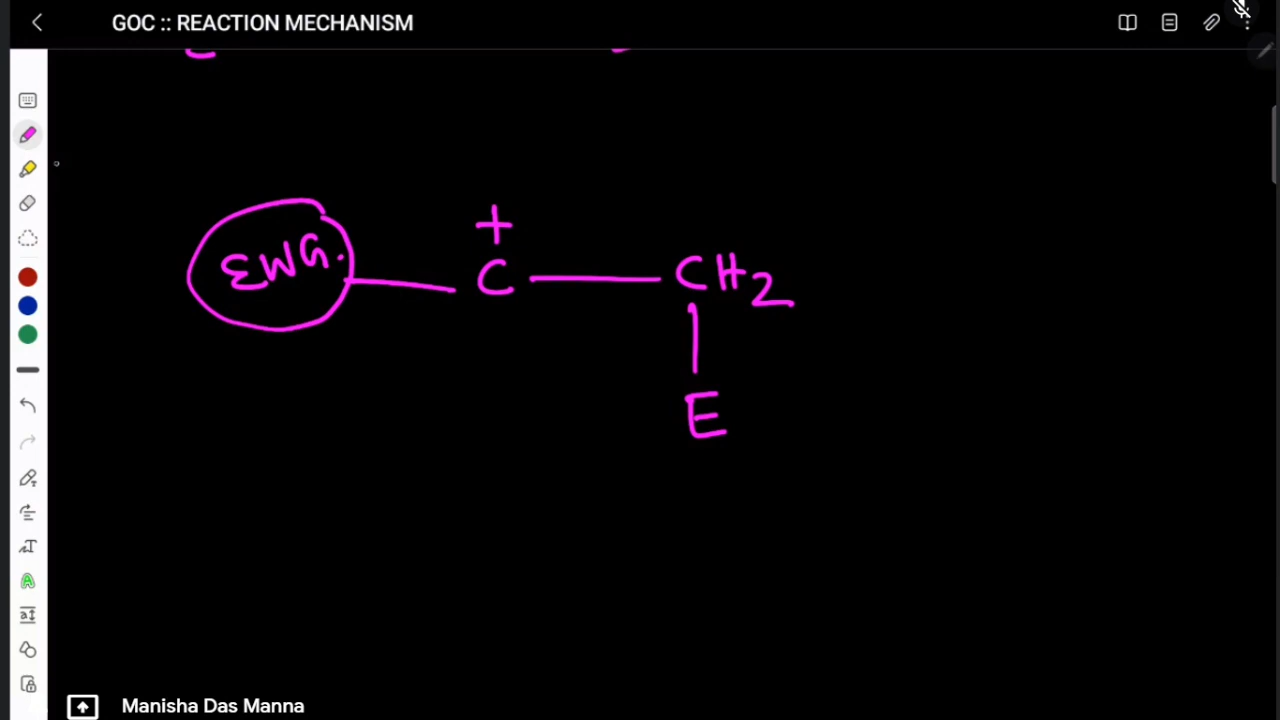 GOC :: REACTION MECHANISM
+
EWG. — C — CH2
|
E
Manisha Das Manna